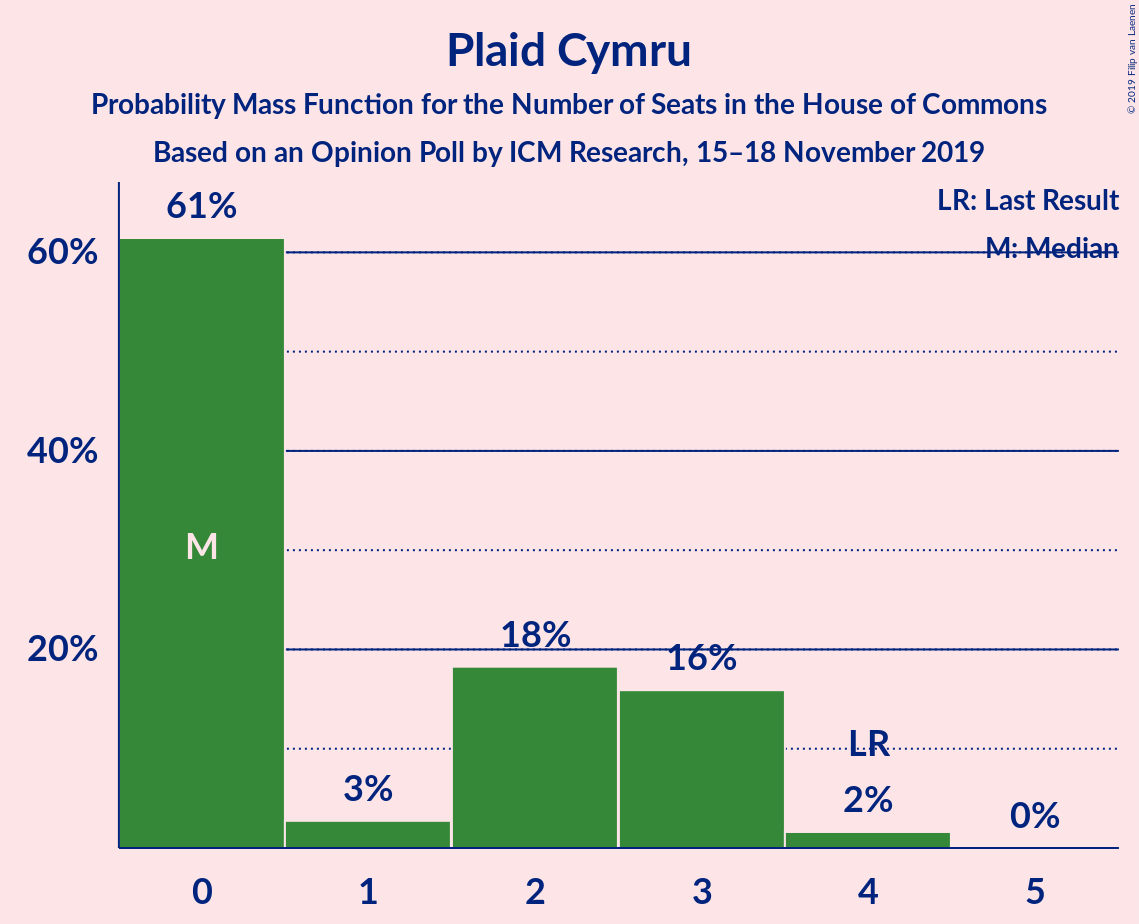 Plaid Cymru
Probability Mass Function for the Number of Seats in the House of Commons
Based on an Opinion Poll by ICM Research, 15–18 November 2019
© 2019 Filip van Laenen
LR: Last Result
M: Median
61%
60%
40%
20%
M
3%
18%
16%
LR
2%
0%
0 1 2 3 4 5